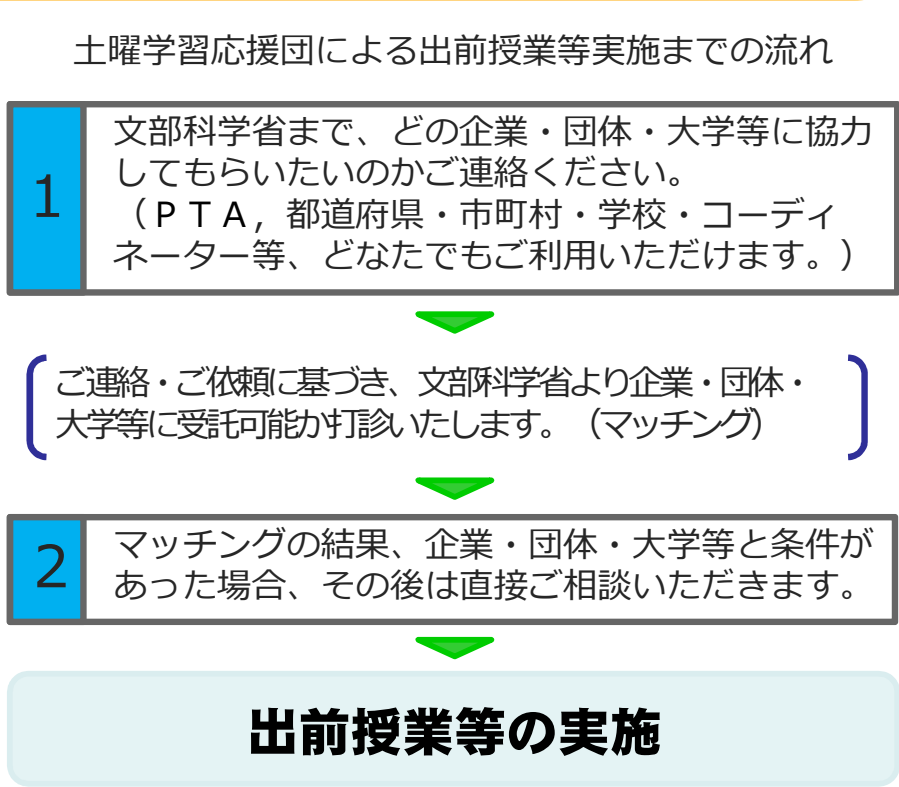 土曜学習応援団による出前授業等実施までの流れ
1
文部科学省まで、どの企業・団体・大学等に協力
してもらいたいのかご連絡ください。
（ＰＴＡ，都道府県・市町村・学校・コーディ
ネーター等、どなたでもご利用いただけます。）
ご連絡・ご依頼に基づき、文部科学省より企業・団体・
大学等に受託可能か打診いたします。（マッチング）
2
マッチングの結果、企業・団体・大学等と条件が
あった場合、その後は直接ご相談いただきます。
出前授業等の実施